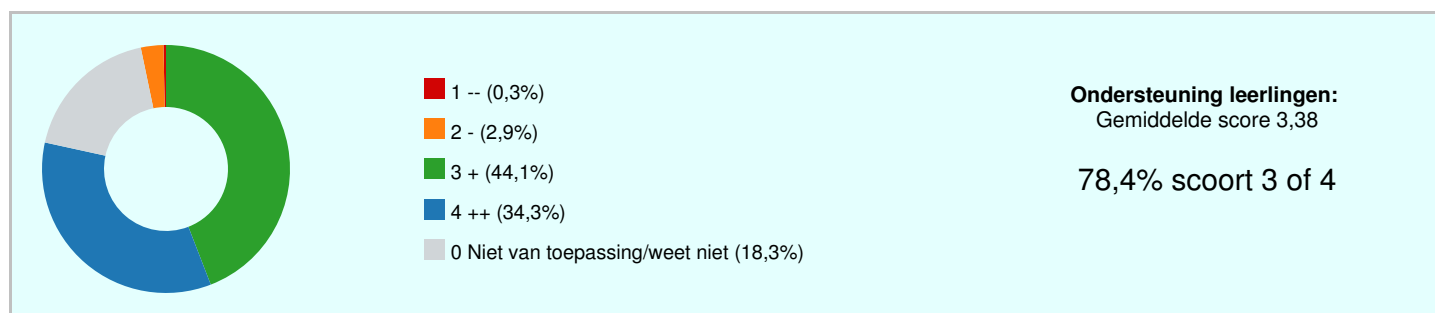 1 -- (0,3%)
2 - (2,9%)
3 + (44,1%)
4 ++ (34,3%)
0 Niet van toepassing/weet niet (18,3%)
Ondersteuning leerlingen:
Gemiddelde score 3,38
78,4% scoort 3 of 4